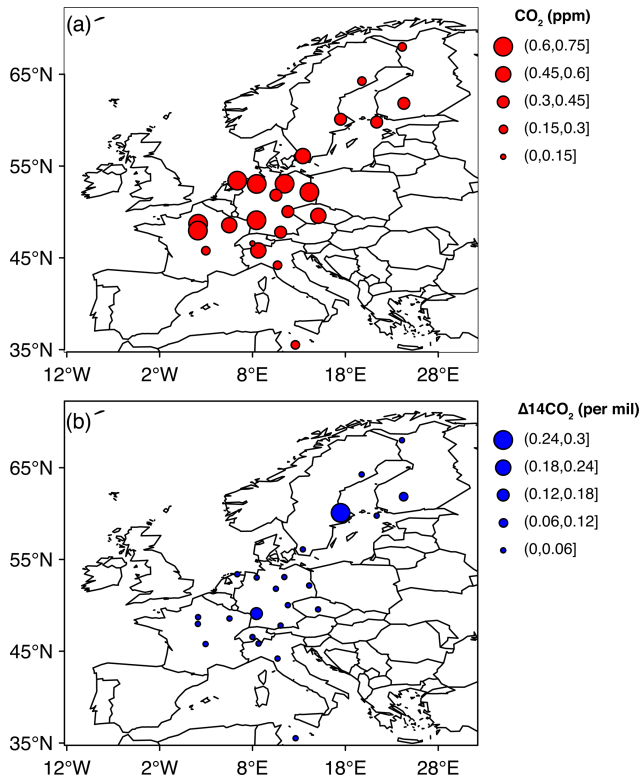 (a)
CO₂ (ppm)
(0.6,0.75]
(0.45,0.6]
(0.3,0.45]
(0.15,0.3]
(0,0.15]
65°N
55°N
45°N
35°N
12°W 2°W 8°E 18°E 28°E
(b)
Δ14CO₂ (per mil)
(0.24,0.3]
(0.18,0.24]
(0.12,0.18]
(0.06,0.12]
(0,0.06]
65°N
55°N
45°N
35°N
12°W 2°W 8°E 18°E 28°E